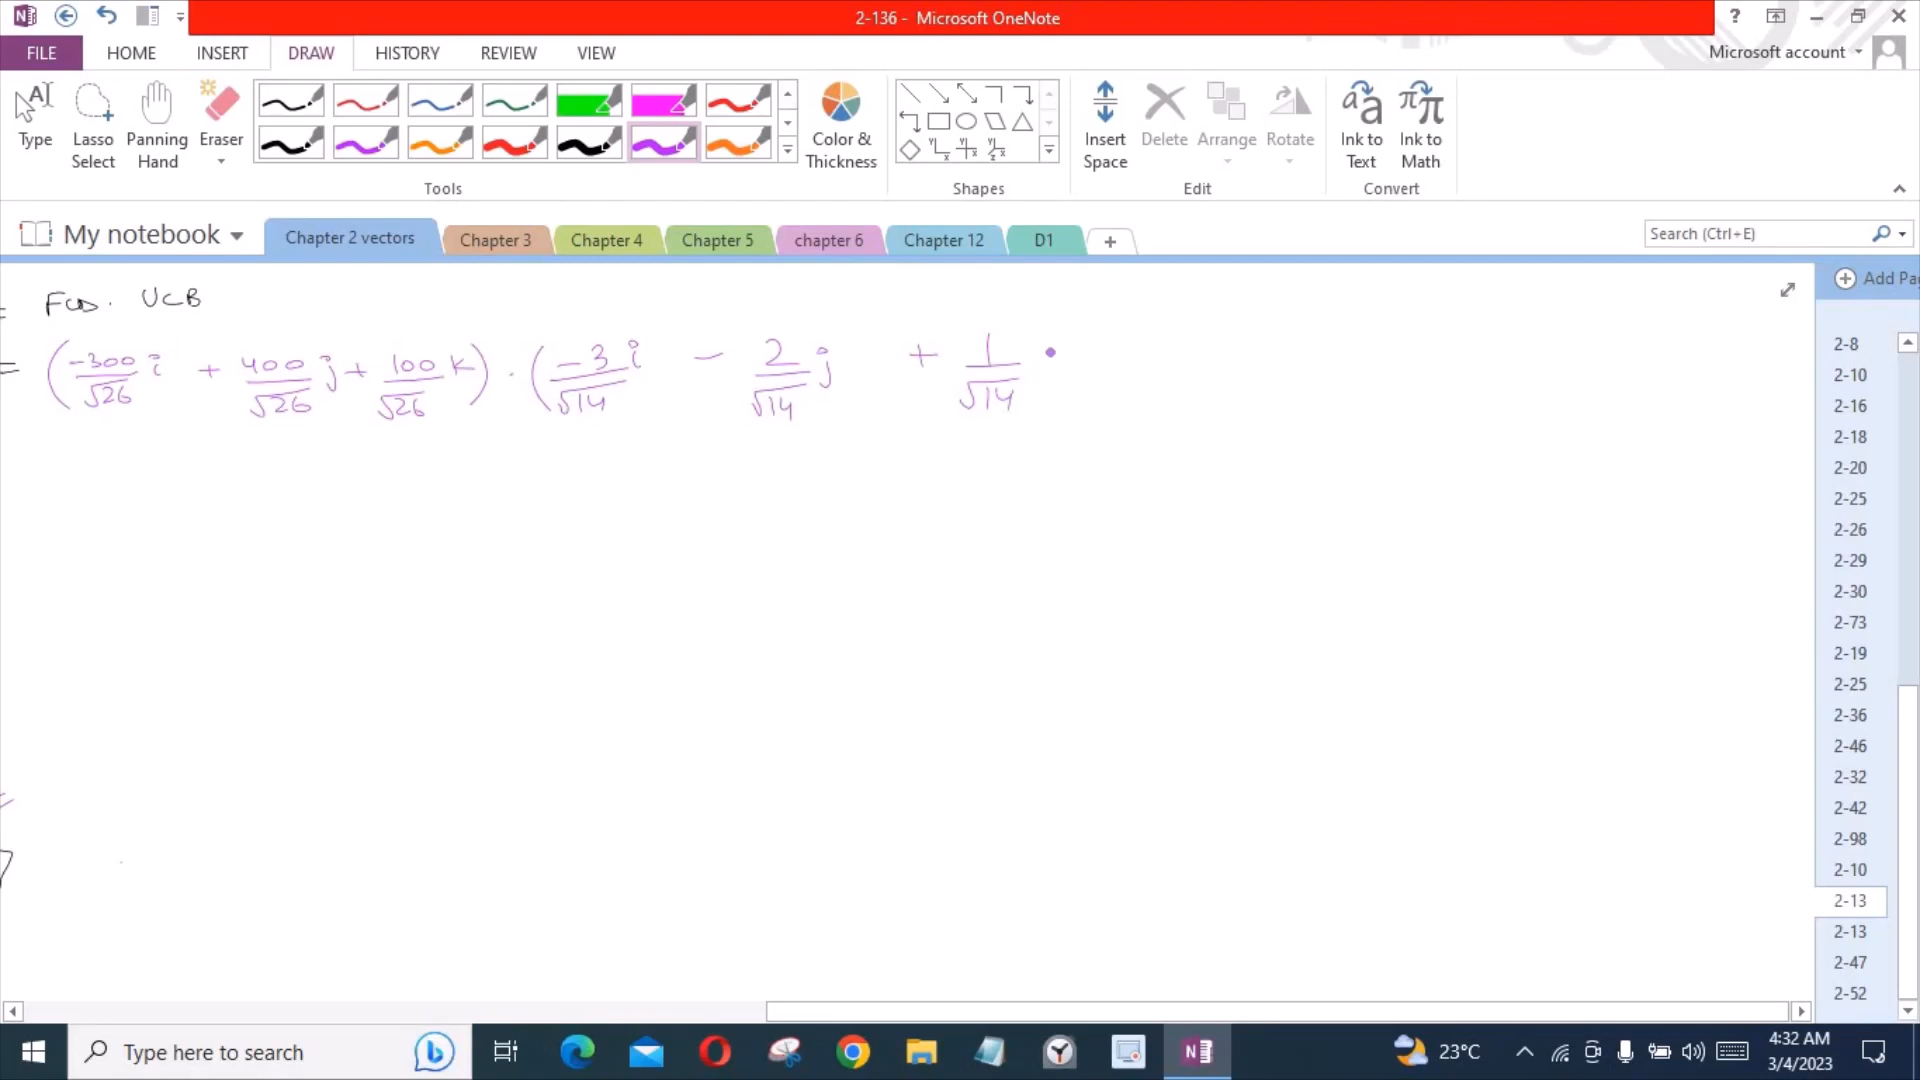 2-136 - Microsoft OneNote
?
FILE HOME INSERT DRAW HISTORY REVIEW VIEW
Microsoft account
Type
Lasso Select
Panning Hand
Eraser
Color & Thickness
Insert Space
Delete
Arrange
Rotate
Ink to Text
Ink to Math
Tools
Shapes
Edit
Convert
My notebook
Chapter 2 vectors
Chapter 3
Chapter 4
Chapter 5
chapter 6
Chapter 12
D1
+
Search (Ctrl+E)
Add Pa
= FCD. UCB
= (-300/√26 i + 400/√26 j + 100/√26 k) · (-3/√14 i - 2/√14 j + 1/√14
2-8
2-10
2-16
2-18
2-20
2-25
2-26
2-29
2-30
2-73
2-19
2-25
2-36
2-46
2-32
2-42
2-98
2-10
2-13
2-13
2-47
2-52
Type here to search
23°C
4:32 AM
3/4/2023